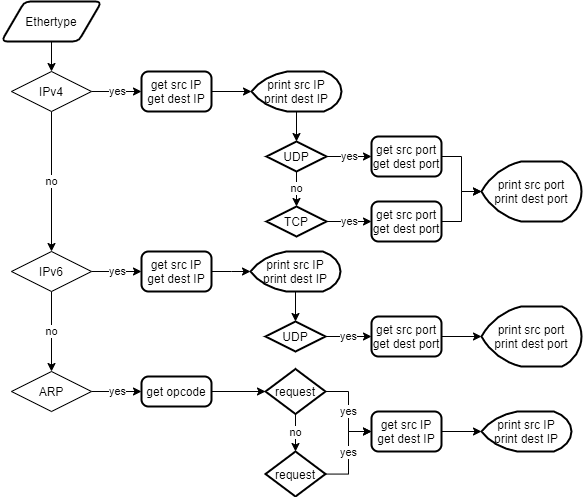 Ethertype
IPv4
yes
get src IP
get dest IP
print src IP
print dest IP
UDP
yes
get src port
get dest port
no
no
TCP
yes
get src port
get dest port
print src port
print dest port
IPv6
yes
get src IP
get dest IP
print src IP
print dest IP
no
UDP
yes
get src port
get dest port
print src port
print dest port
ARP
yes
get opcode
request
yes
no
get src IP
get dest IP
print src IP
print dest IP
yes
request